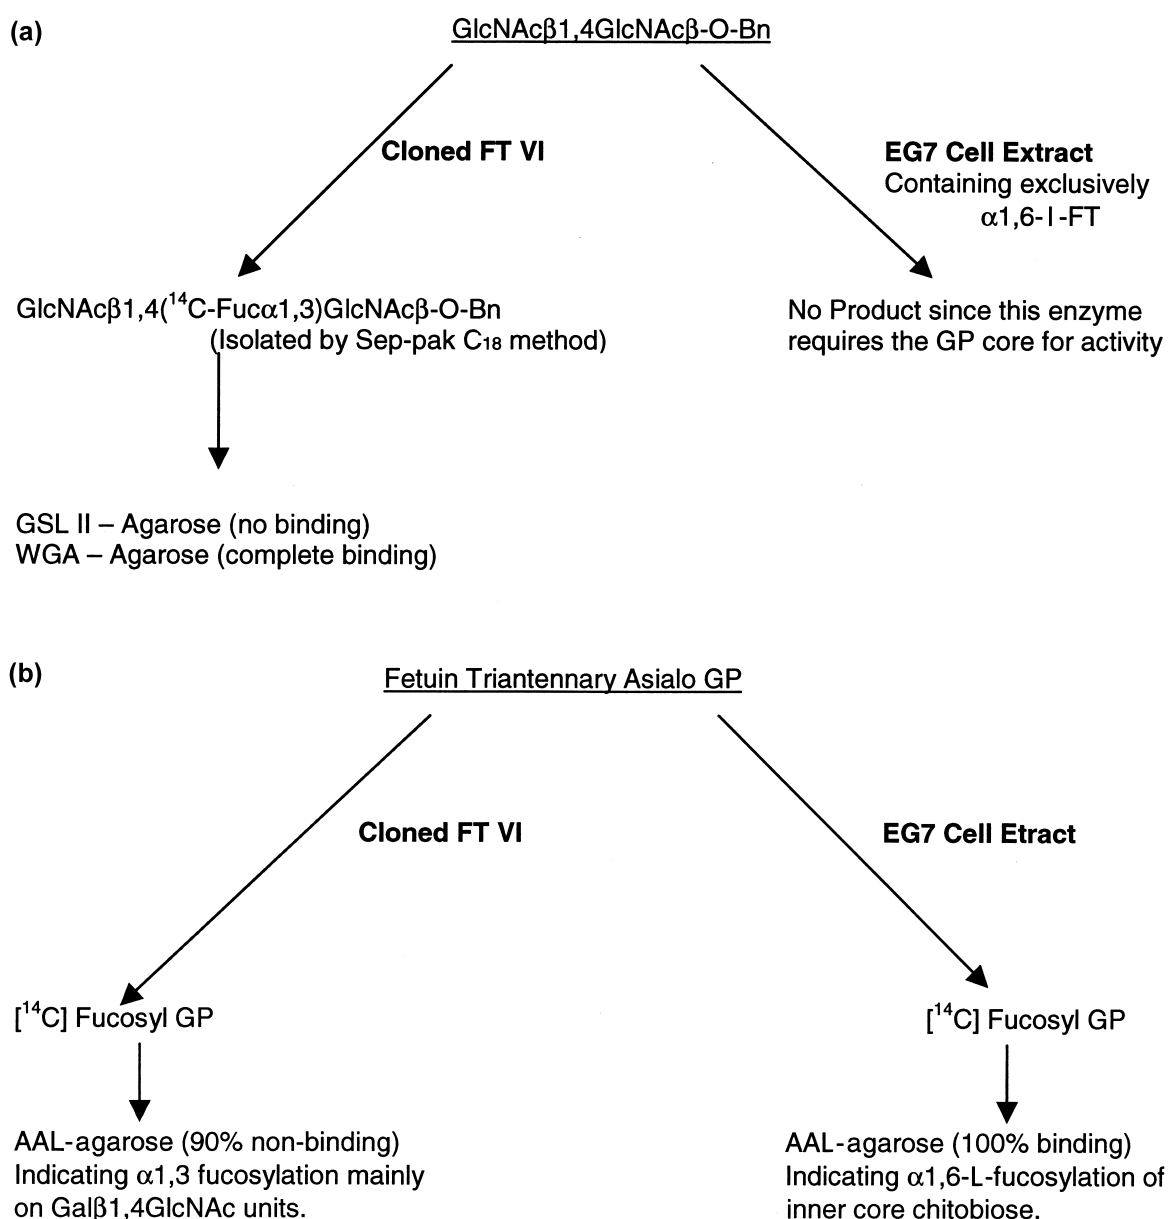 (a)
GlcNAcβ1,4GlcNAcβ-O-Bn
Cloned FT VI
EG7 Cell Extract
Containing exclusively
α1,6-l-FT
GlcNAcβ1,4(¹⁴C-Fucα1,3)GlcNAcβ-O-Bn
(Isolated by Sep-pak C₁₈ method)
No Product since this enzyme
requires the GP core for activity
GSL II – Agarose (no binding)
WGA – Agarose (complete binding)
(b)
Fetuin Triantennary Asialo GP
Cloned FT VI
EG7 Cell Etract
[¹⁴C] Fucosyl GP
[¹⁴C] Fucosyl GP
AAL-agarose (90% non-binding)
Indicating α1,3 fucosylation mainly
on Galβ1,4GlcNAc units.
AAL-agarose (100% binding)
Indicating α1,6-L-fucosylation of
inner core chitobiose.